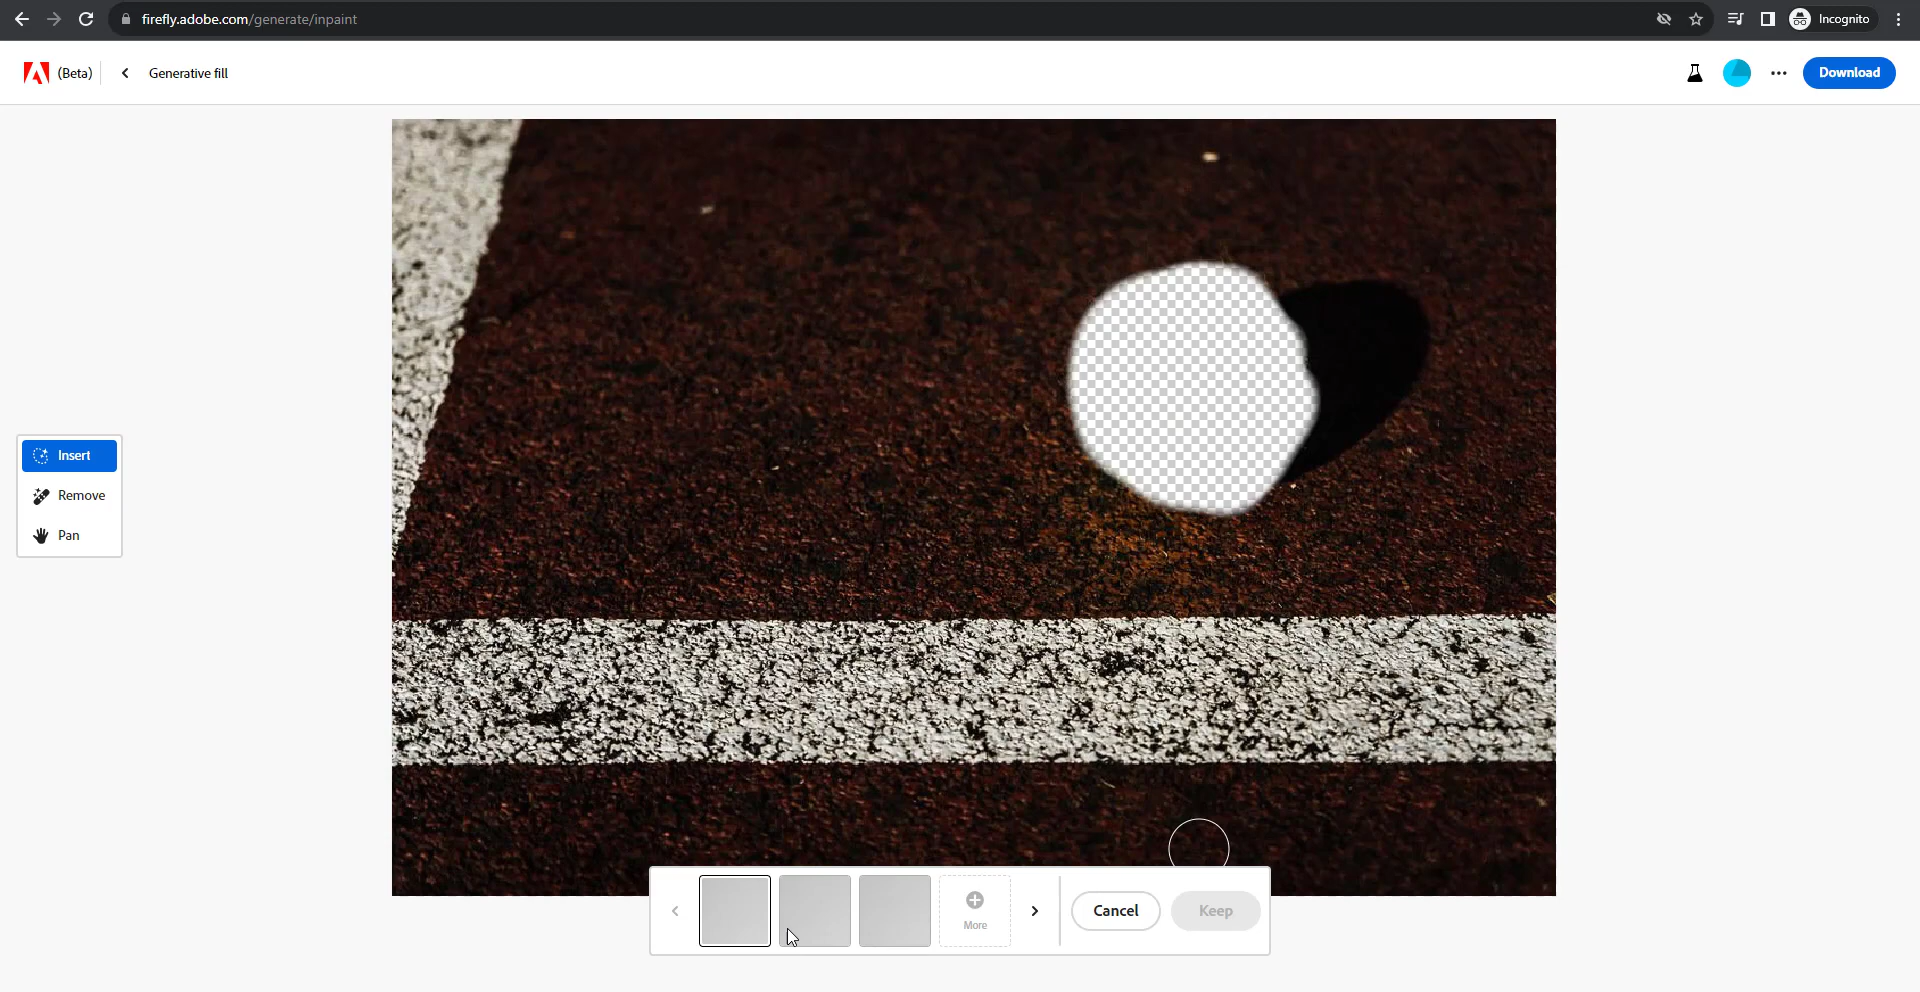 firefly.adobe.com/generate/inpaint
Incognito
(Beta)
Generative fill
Download
Insert
Remove
Pan
More
Cancel
Keep